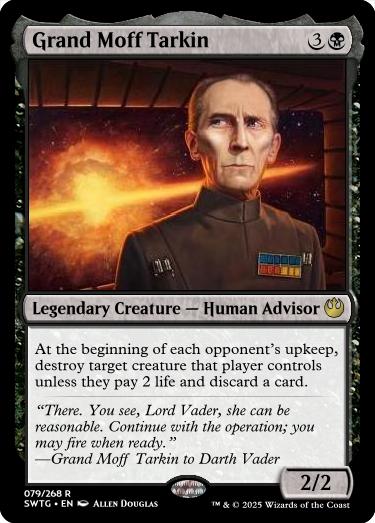 Grand Moff Tarkin 3
Legendary Creature — Human Advisor
At the beginning of each opponent's upkeep,
destroy target creature that player controls
unless they pay 2 life and discard a card.
“There. You see, Lord Vader, she can be
reasonable. Continue with the operation; you
may fire when ready.”
—Grand Moff Tarkin to Darth Vader
2/2
079/268 R
SWTG • EN Allen Douglas
™ & © 2025 Wizards of the Coast